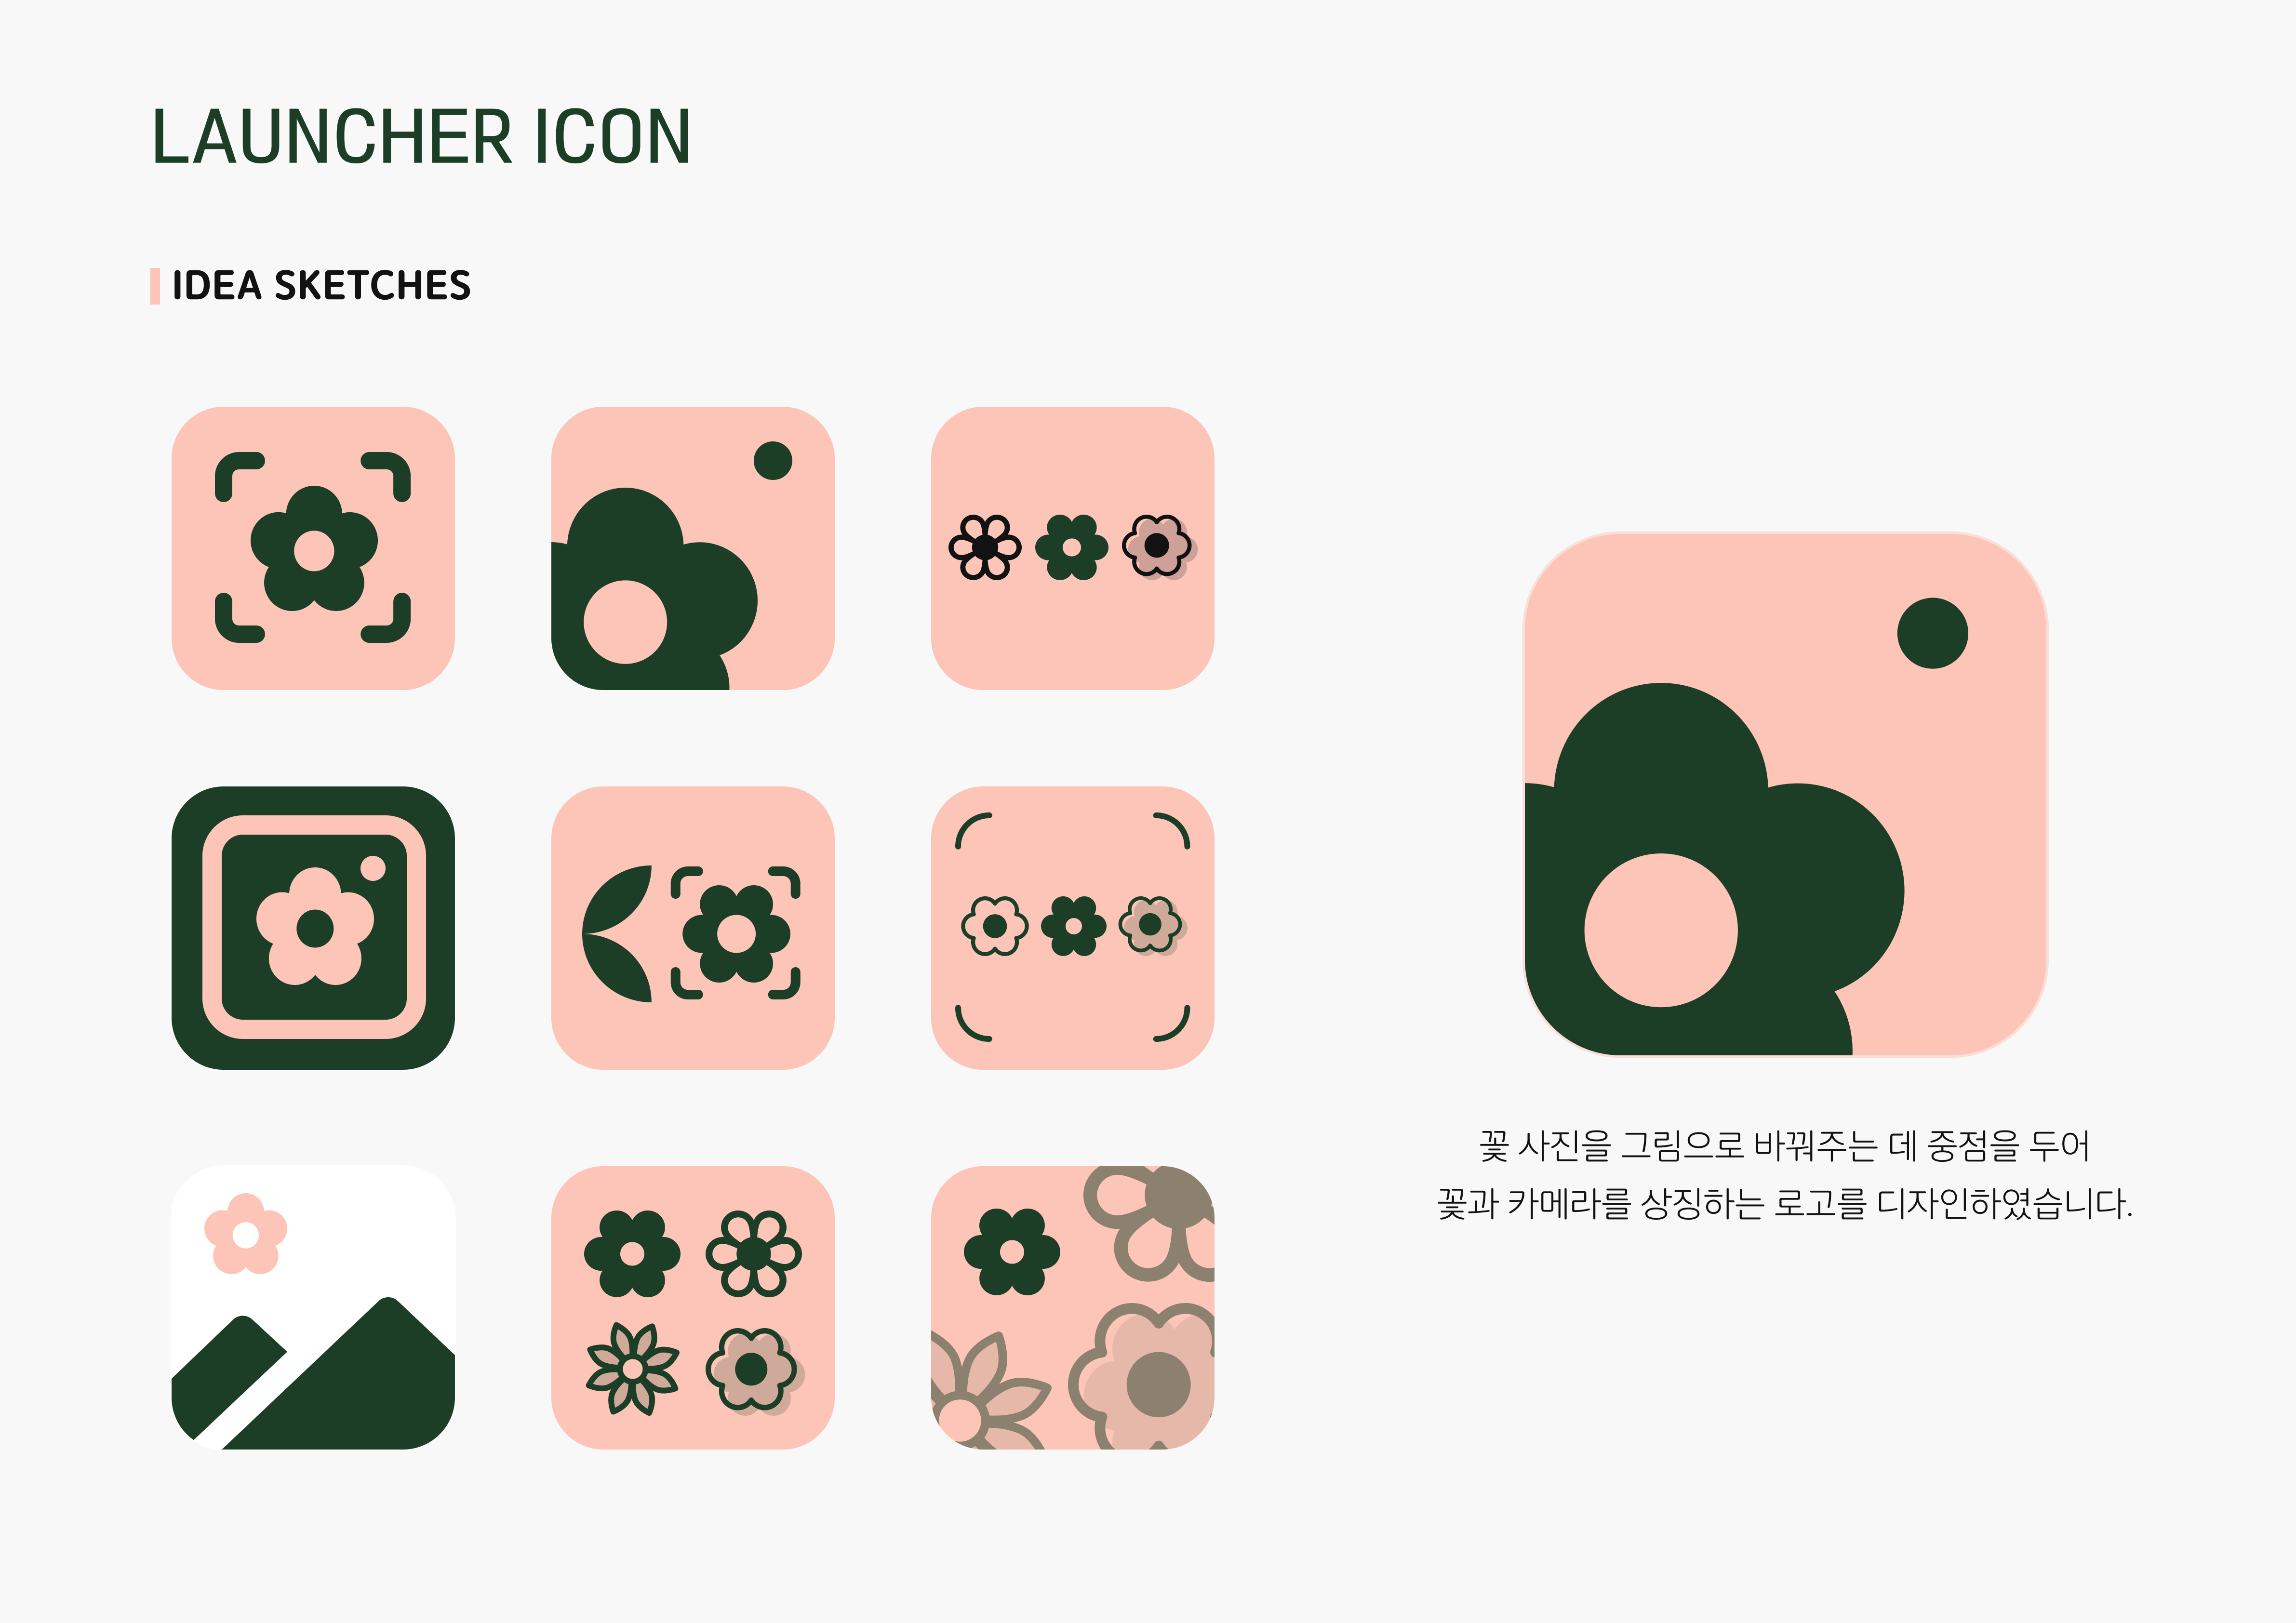 LAUNCHER ICON
IDEA SKETCHES
꽃 사진을 그림으로 바꿔주는 데 중점을 두어
꽃과 카메라를 상징하는 로고를 디자인하였습니다.